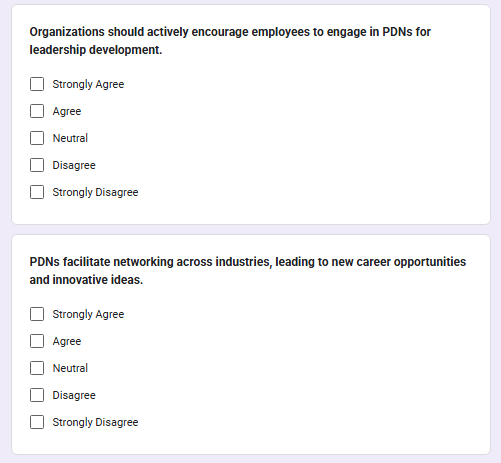 Organizations should actively encourage employees to engage in PDNs for
leadership development.
Strongly Agree
Agree
Neutral
Disagree
Strongly Disagree
PDNs facilitate networking across industries, leading to new career opportunities
and innovative ideas.
Strongly Agree
Agree
Neutral
Disagree
Strongly Disagree